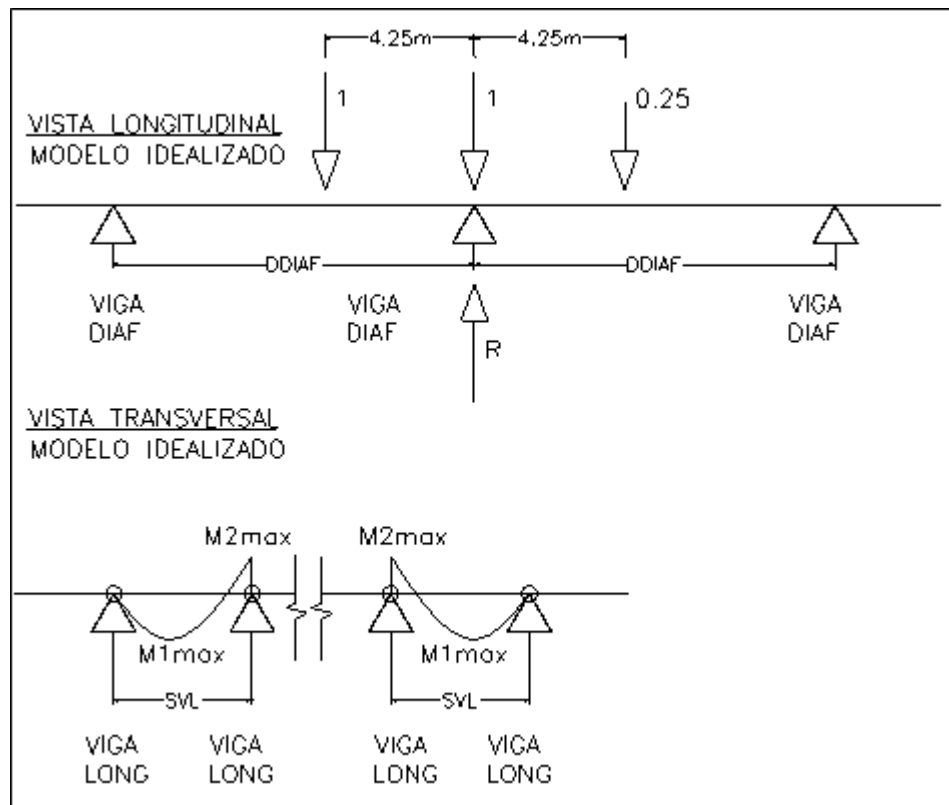 4.25m 4.25m
1 1 0.25
VISTA LONGITUDINAL
MODELO IDEALIZADO
DDIAF DDIAF
VIGA VIGA VIGA
DIAF DIAF DIAF
R
VISTA TRANSVERSAL
MODELO IDEALIZADO
M2max M2max
M1max M1max
SVL SVL
VIGA VIGA VIGA VIGA
LONG LONG LONG LONG